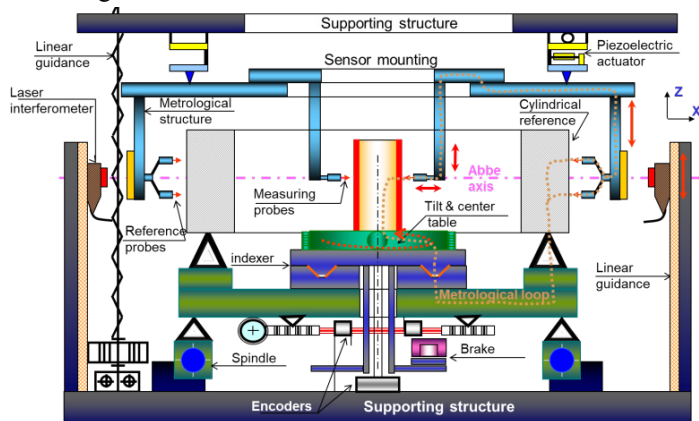 Supporting structure
Linear
guidance
Piezoelectric
actuator
Sensor mounting
Laser
interferometer
Metrological
structure
Cylindrical
reference
Z
X
Abbe
axis
Measuring
probes
Reference
probes
Tilt & center
table
indexer
Linear
guidance
Metrological loop
Spindle
Brake
Encoders
Supporting structure